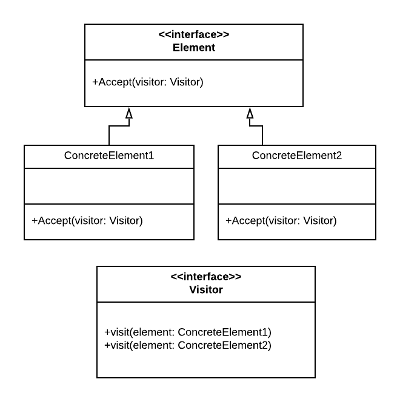 <<interface>>
Element
+Accept(visitor: Visitor)
ConcreteElement1
+Accept(visitor: Visitor)
ConcreteElement2
+Accept(visitor: Visitor)
<<interface>>
Visitor
+visit(element: ConcreteElement1)
+visit(element: ConcreteElement2)